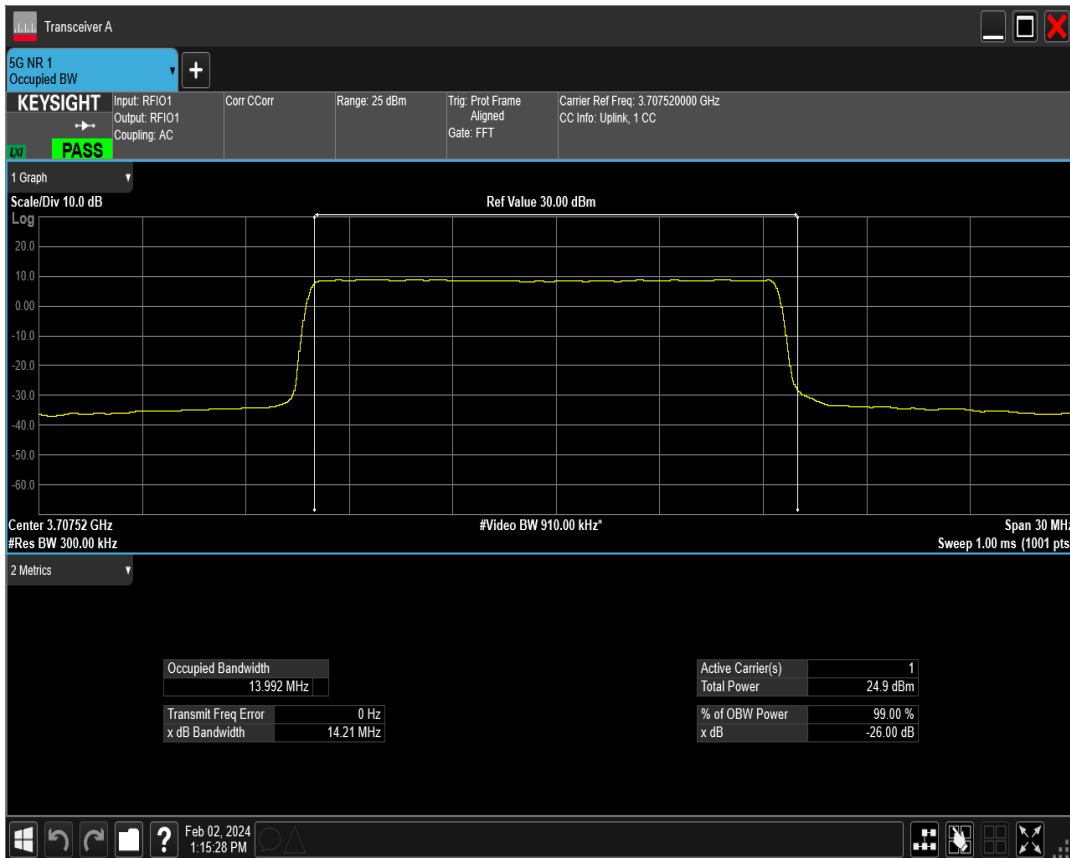 Transceiver A
5G NR 1
Occupied BW
KEYSIGHT
Input: RFIO1
Output: RFIO1
Coupling: AC
Corr CCorr
Range: 25 dBm
Trig: Prot Frame
Aligned
Gate: FFT
Carrier Ref Freq: 3.707520000 GHz
CC Info: Uplink, 1 CC
LXI
PASS
1 Graph
Scale/Div 10.0 dB
Ref Value 30.00 dBm
Log
20.0
10.0
0.00
-10.0
-20.0
-30.0
-40.0
-50.0
-60.0
Center 3.70752 GHz
#Video BW 910.00 kHz*
Span 30 MHz
#Res BW 300.00 kHz
Sweep 1.00 ms (1001 pts
2 Metrics
Occupied Bandwidth
13.992 MHz
Transmit Freq Error 0 Hz
x dB Bandwidth 14.21 MHz
Active Carrier(s) 1
Total Power 24.9 dBm
% of OBW Power 99.00 %
x dB -26.00 dB
Feb 02, 2024
1:15:28 PM